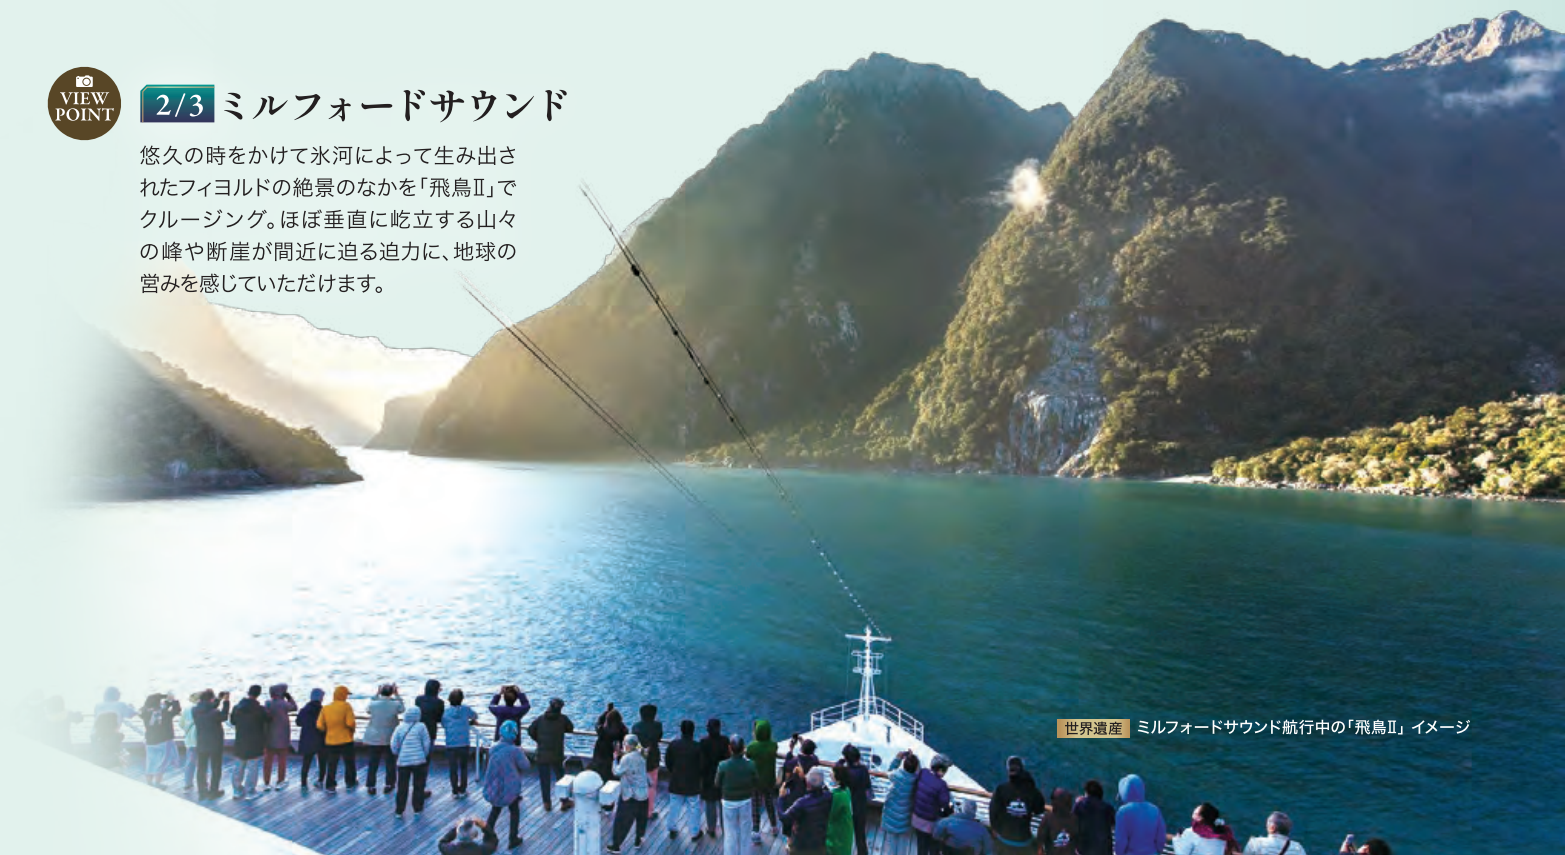 VIEW
POINT
2/3 ミルフォードサウンド
悠久の時をかけて氷河によって生み出さ
れたフィヨルドの絶景のなかを「飛鳥Ⅱ」で
クルージング。ほぼ垂直に屹立する山々
の峰や断崖が間近に迫る迫力に、地球の
営みを感じていただけます。
世界遺産 ミルフォードサウンド航行中の「飛鳥Ⅱ」 イメージ